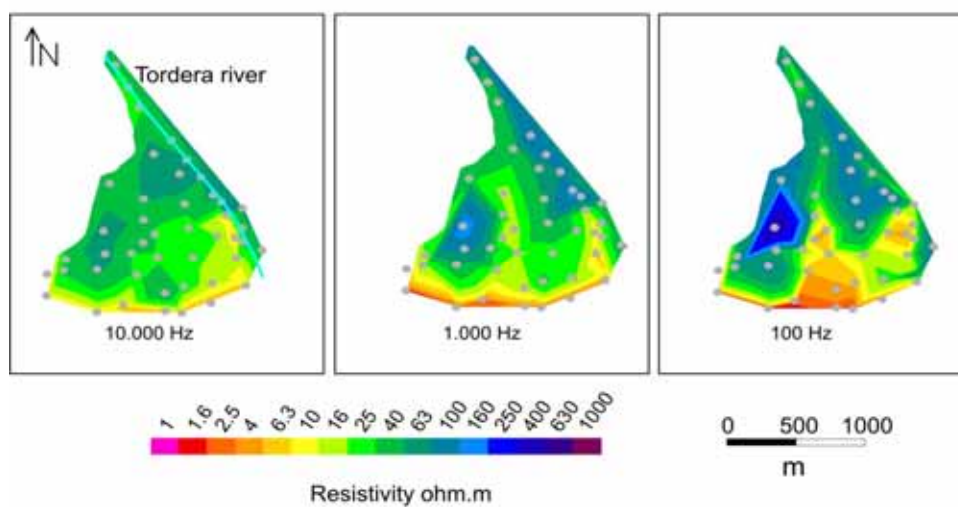 N
Tordera river
10.000 Hz
1.000 Hz
100 Hz
1 1.6 2.5 4 6.3 10 16 25 40 63 100 160 250 400 630 1000
Resistivity ohm.m
0 500 1000
m